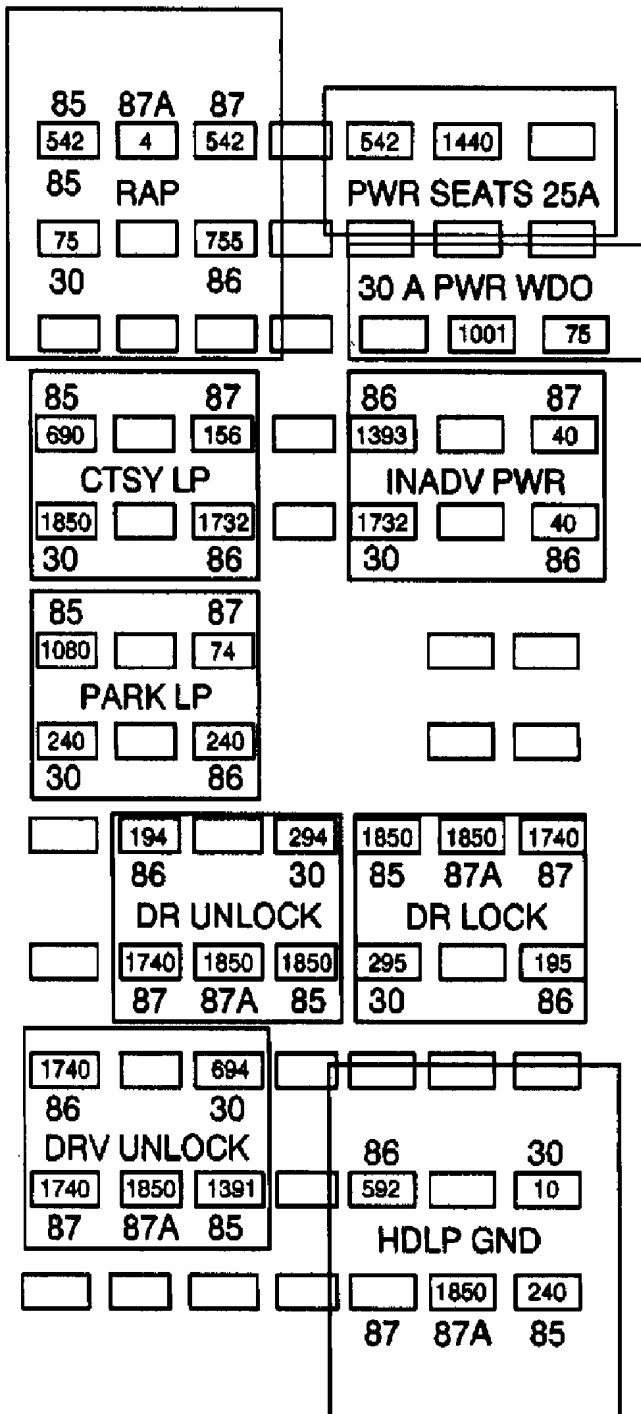 85 87A 87
542 4 542 542 1440
85 RAP PWR SEATS 25A
75 755
30 86 30 A PWR WDO
1001 75
85 87 86 87
690 156 1393 40
CTSY LP INADV PWR
1850 1732 1732 40
30 86 30 86
85 87
1080 74
PARK LP
240 240
30 86
194 294 1850 1850 1740
86 30 85 87A 87
DR UNLOCK DR LOCK
1740 1850 1850 295 195
87 87A 85 30 86
1740 694
86 30 86 30
DRV UNLOCK
1740 1850 1391 592 10
87 87A 85 HDLP GND
1850 240
87 87A 85